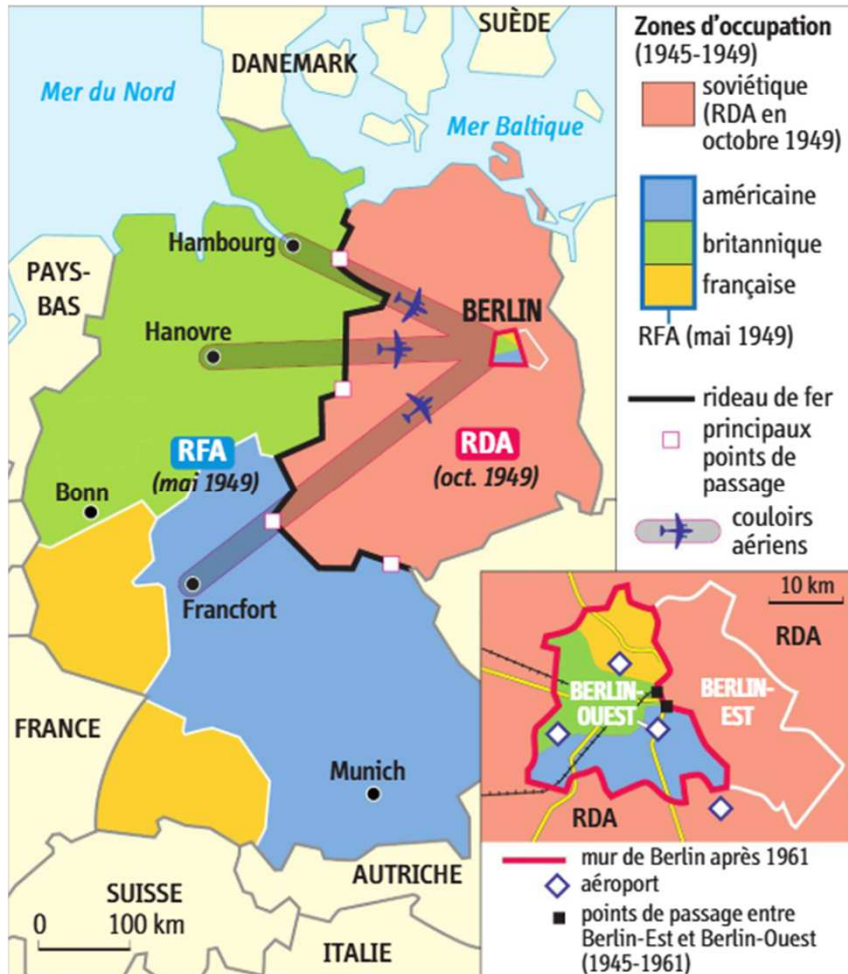 SUÈDE
DANEMARK
Mer du Nord
Mer Baltique
Hambourg
PAYS-
BAS
Hanovre
BERLIN
RFA
(mai 1949)
RDA
(oct. 1949)
Bonn
Francfort
FRANCE
Munich
AUTRICHE
SUISSE
0 100 km
ITALIE
Zones d'occupation
(1945-1949)
soviétique
(RDA en
octobre 1949)
américaine
britannique
française
RFA (mai 1949)
rideau de fer
principaux
points de
passage
couloirs
aériens
10 km
RDA
BERLIN-
OUEST
BERLIN-
EST
RDA
mur de Berlin après 1961
aéroport
points de passage entre
Berlin-Est et Berlin-Ouest
(1945-1961)